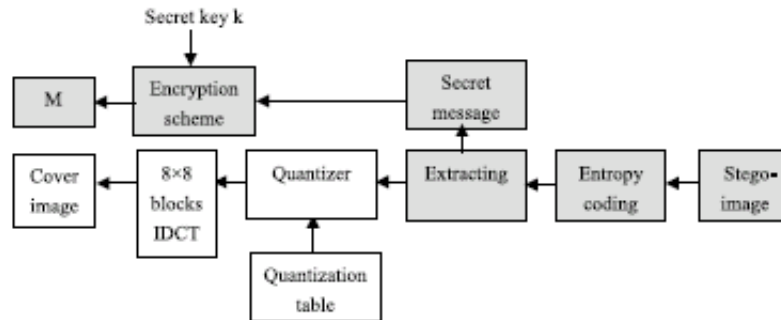 Secret key k
M
Encryption
scheme
Secret
message
Cover
image
8×8
blocks
IDCT
Quantizer
Extracting
Entropy
coding
Stego-
image
Quantization
table